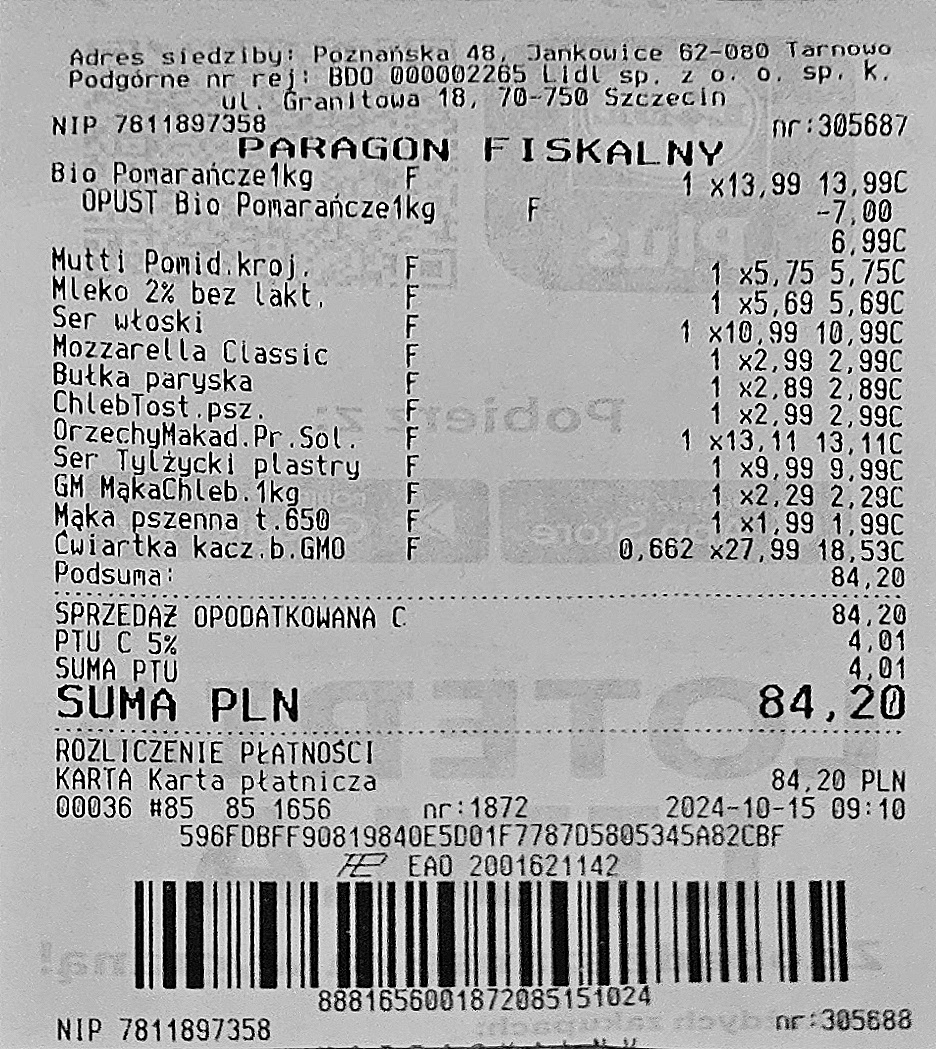 Adres siedziby: Poznańska 48, Jankowice 62-080 Tarnowo
Podgórne nr rej: BDO 000002265 Lidl sp. z o. o. sp. k.
ul. Granitowa 18, 70-750 Szczecin
NIP 7811897358 nr:305687
PARAGON FISKALNY
Bio Pomarańcze1kg F 1 x13,99 13,99C
OPUST Bio Pomarańcze1kg F -7,00
6,99C
Mutti Pomid.kroj. F 1 x5,75 5,75C
Mleko 2% bez lakt. F 1 x5,69 5,69C
Ser włoski F 1 x10,99 10,99C
Mozzarella Classic F 1 x2,99 2,99C
Bułka paryska F 1 x2,89 2,89C
ChlebTost.psz. F 1 x2,99 2,99C
OrzechyMakad.Pr.Sol. F 1 x13,11 13,11C
Ser Tylżycki plastry F 1 x9,99 9,99C
GM MąkaChleb.1kg F 1 x2,29 2,29C
Mąka pszenna t.650 F 1 x1,99 1,99C
Ćwiartka kacz.b.GMO F 0,662 x27,99 18,53C
Podsuma: 84,20
SPRZEDAŻ OPODATKOWANA C 84,20
PTU C 5% 4,01
SUMA PTU 4,01
SUMA PLN 84,20
ROZLICZENIE PŁATNOŚCI
KARTA Karta płatnicza 84,20 PLN
00036 #85 85 1656 nr:1872 2024-10-15 09:10
596FDBFF90819840E5D01F7787D5805345A82CBF
EAO 2001621142
8881656001872085151024
NIP 7811897358 nr:305688